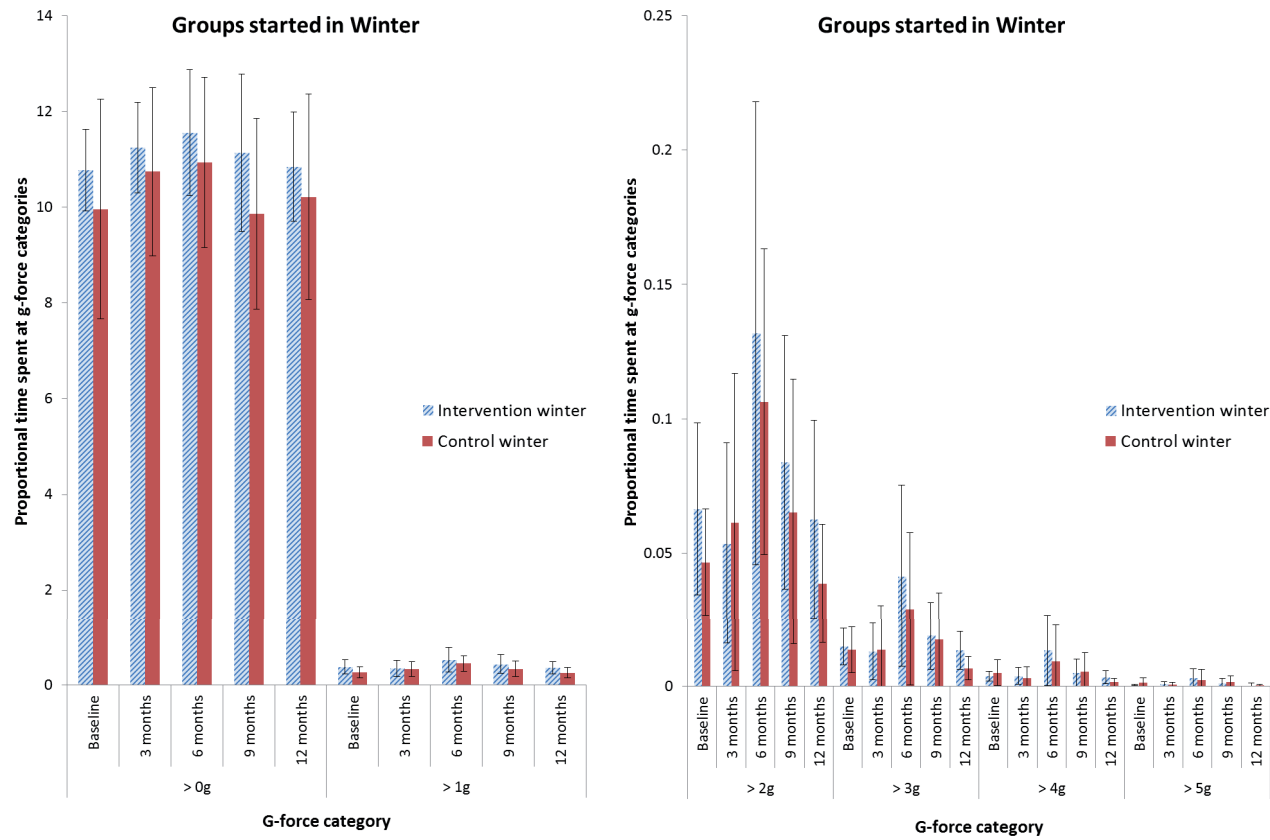 Groups started in Winter
Proportional time spent at g-force categories
14
12
10
8
6
4
2
0
Intervention winter
Control winter
Baseline
3 months
6 months
9 months
12 months
Baseline
3 months
6 months
9 months
12 months
> 0g
> 1g
G-force category
Groups started in Winter
Proportional time spent at g-force categories
0.25
0.2
0.15
0.1
0.05
0
Intervention winter
Control winter
Baseline
3 months
6 months
9 months
12 months
Baseline
3 months
6 months
9 months
12 months
Baseline
3 months
6 months
9 months
12 months
Baseline
3 months
6 months
9 months
12 months
> 2g
> 3g
> 4g
> 5g
G-force category